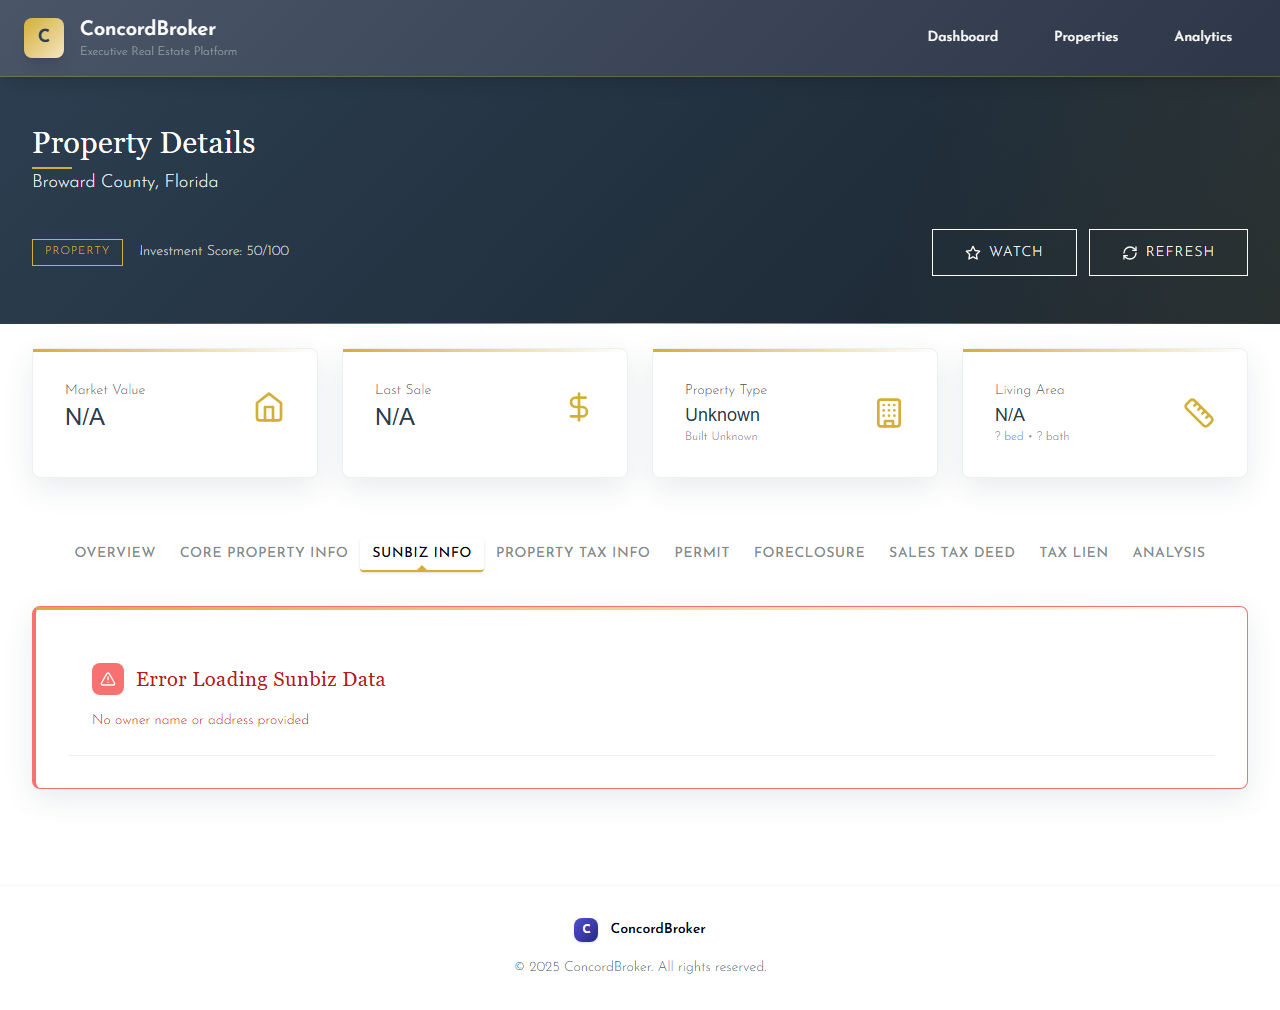 C
ConcordBroker
Executive Real Estate Platform
Dashboard
Properties
Analytics
Property Details
Broward County, Florida
PROPERTY
Investment Score: 50/100
WATCH
REFRESH
Market Value
N/A
Last Sale
N/A
Property Type
Unknown
Built Unknown
Living Area
N/A
? bed • ? bath
OVERVIEW
CORE PROPERTY INFO
SUNBIZ INFO
PROPERTY TAX INFO
PERMIT
FORECLOSURE
SALES TAX DEED
TAX LIEN
ANALYSIS
Error Loading Sunbiz Data
No owner name or address provided
C
ConcordBroker
© 2025 ConcordBroker. All rights reserved.